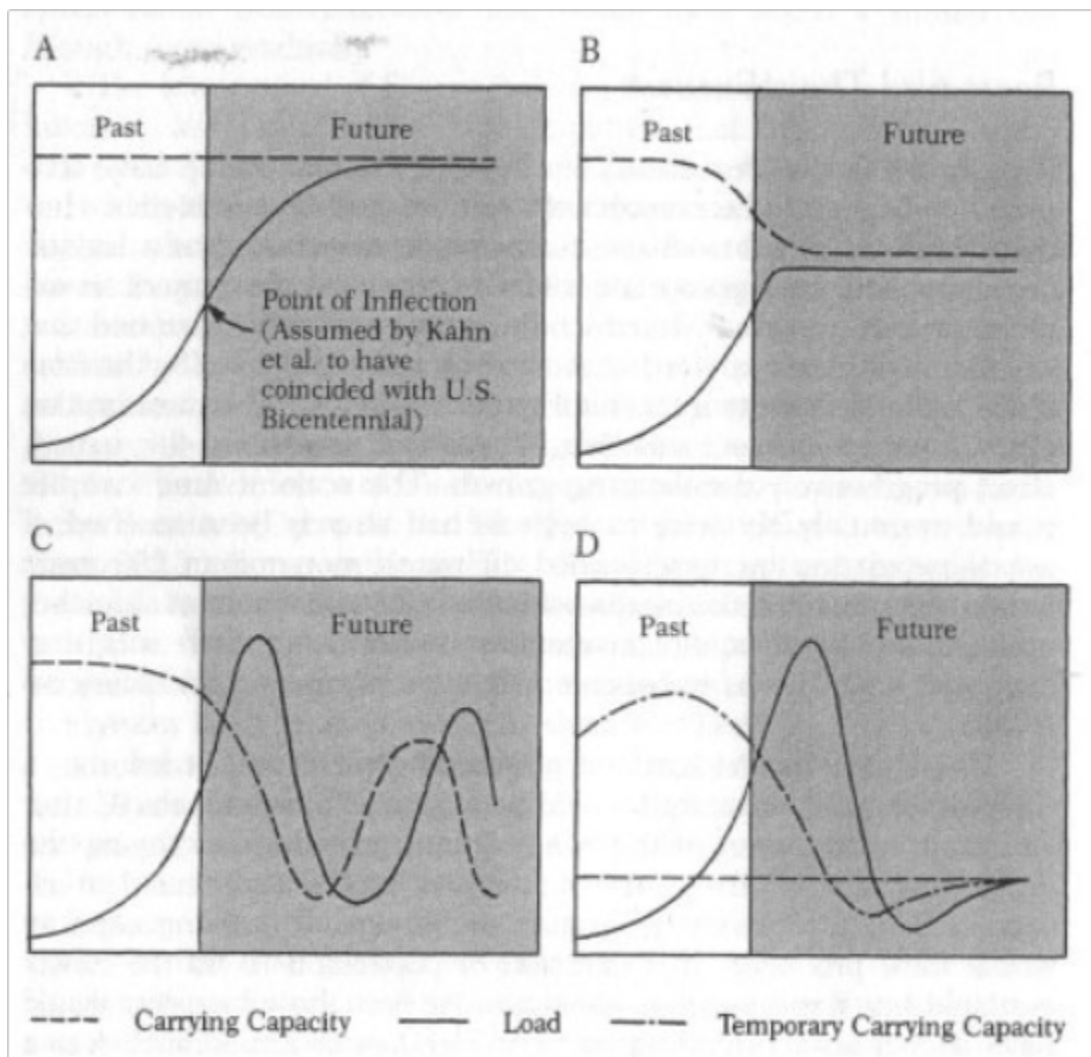 A
B
Past
Future
Past
Future
Point of Inflection
(Assumed by Kahn
et al. to have
coincided with U.S.
Bicentennial)
C
D
Past
Future
Past
Future
Carrying Capacity
Load
Temporary Carrying Capacity